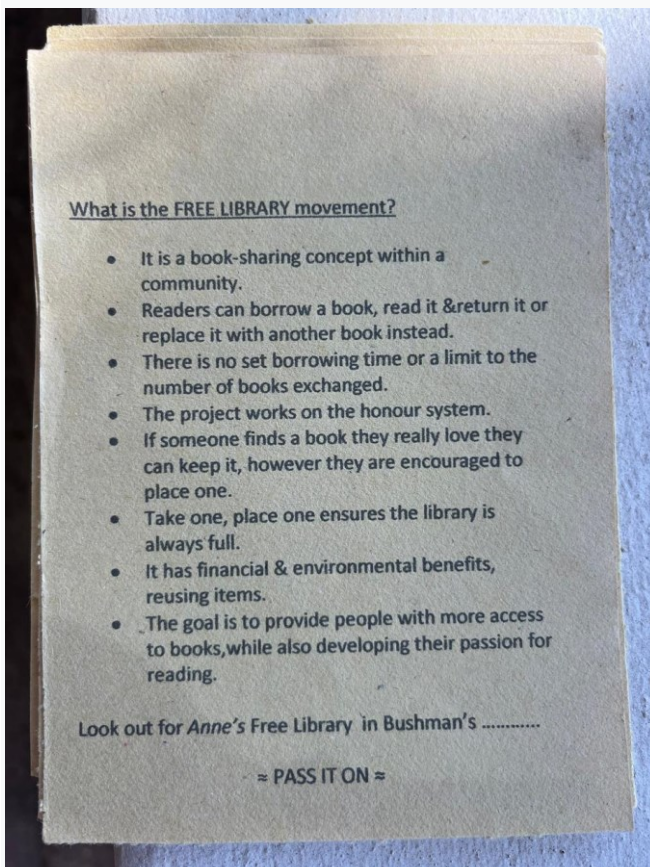 What is the FREE LIBRARY movement?
• It is a book-sharing concept within a
community.
• Readers can borrow a book, read it &return it or
replace it with another book instead.
• There is no set borrowing time or a limit to the
number of books exchanged.
• The project works on the honour system.
• If someone finds a book they really love they
can keep it, however they are encouraged to
place one.
• Take one, place one ensures the library is
always full.
• It has financial & environmental benefits,
reusing items.
• The goal is to provide people with more access
to books,while also developing their passion for
reading.
Look out for Anne's Free Library in Bushman's ............
≈ PASS IT ON ≈